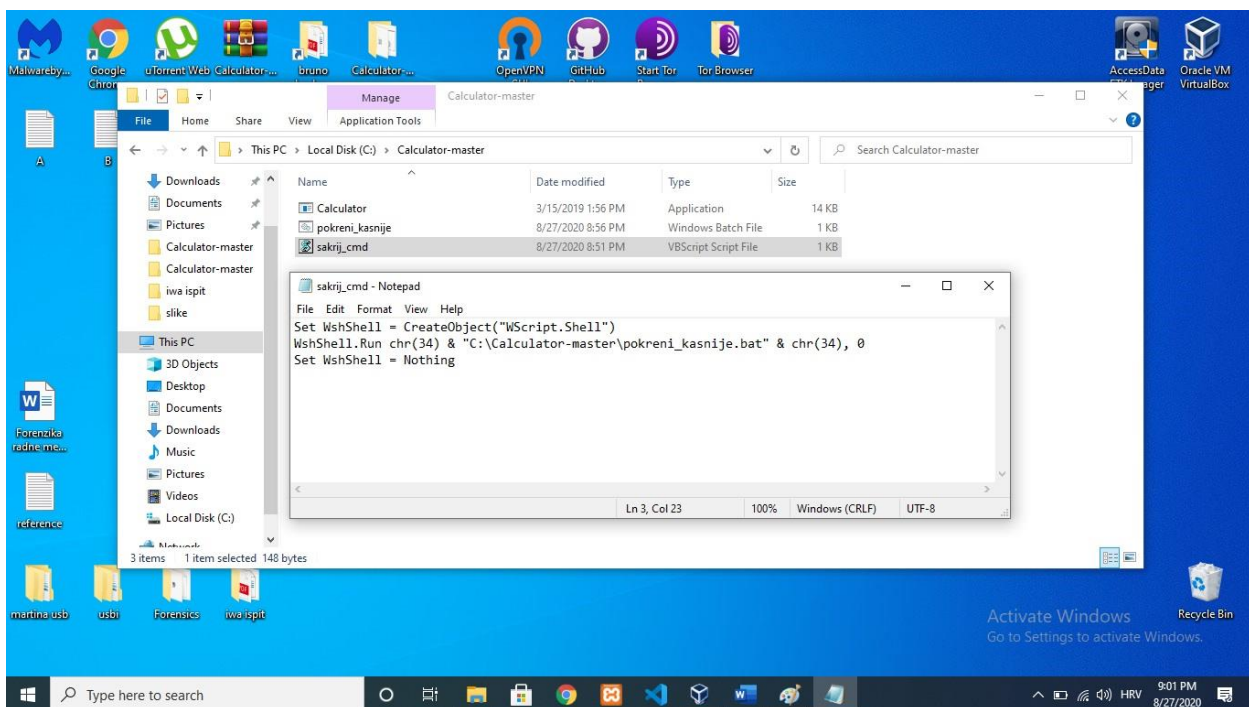 Malwareby...
Google
Chrom
uTorrent Web
Calculator-...
bruno
Calculator-...
OpenVPN
GitHub
Start Tor
Tor Browser
AccessData
Oracle VM
VirtualBox
A
B
Manage
Calculator-master
File Home Share View Application Tools
This PC > Local Disk (C:) > Calculator-master
Search Calculator-master
Downloads
Documents
Pictures
Calculator-master
Calculator-master
iwa ispit
slike
This PC
3D Objects
Desktop
Documents
Downloads
Music
Pictures
Videos
Local Disk (C:)
Network
Name Date modified Type Size
Calculator 3/15/2019 1:56 PM Application 14 KB
pokreni_kasnije 8/27/2020 8:56 PM Windows Batch File 1 KB
sakrij_cmd 8/27/2020 8:51 PM VBScript Script File 1 KB
sakrij_cmd - Notepad
File Edit Format View Help
Set WshShell = CreateObject("WScript.Shell")
WshShell.Run chr(34) & "C:\Calculator-master\pokreni_kasnije.bat" & chr(34), 0
Set WshShell = Nothing
Ln 3, Col 23 100% Windows (CRLF) UTF-8
3 items 1 item selected 148 bytes
Forenzika
radne me...
reference
martina usb
usbi
Forensics
iwa ispit
Recycle Bin
Activate Windows
Go to Settings to activate Windows.
Type here to search
HRV
9:01 PM
8/27/2020